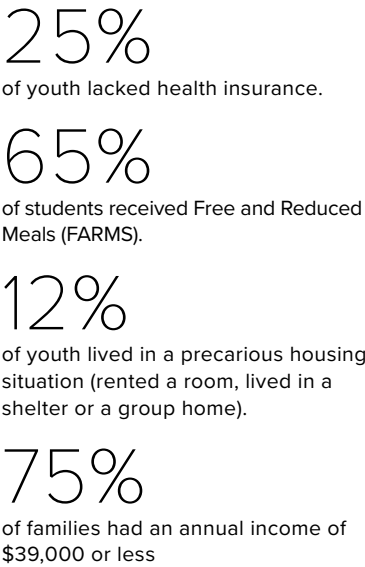 25%
of youth lacked health insurance.
65%
of students received Free and Reduced
Meals (FARMS).
12%
of youth lived in a precarious housing
situation (rented a room, lived in a
shelter or a group home).
75%
of families had an annual income of
$39,000 or less